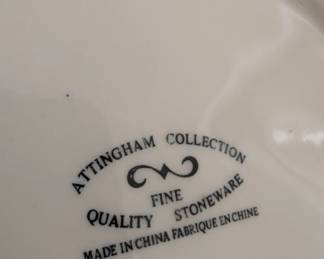 ATTINGHAM COLLECTION
FINE
QUALITY STONEWARE
MADE IN CHINA FABRIQUE EN CHINE